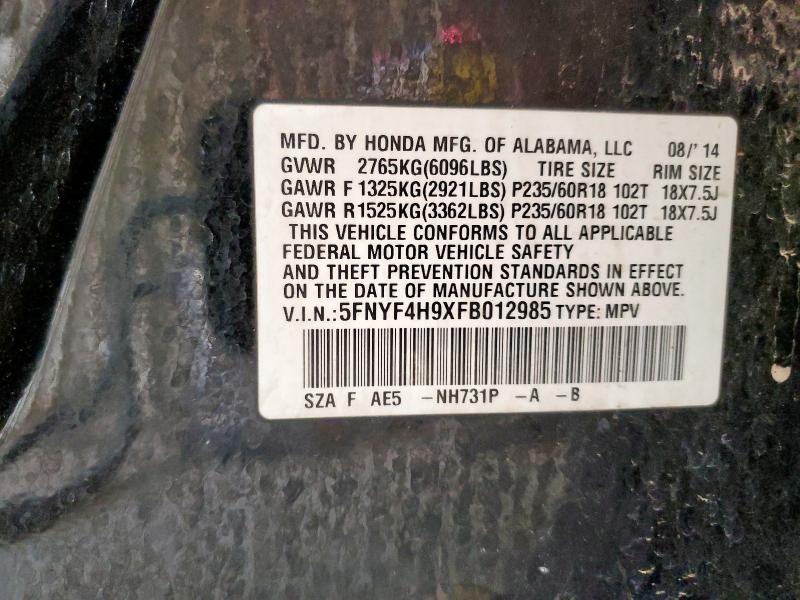 MFD. BY HONDA MFG. OF ALABAMA, LLC 08/'14
GVWR 2765KG(6096LBS) TIRE SIZE RIM SIZE
GAWR F 1325KG(2921LBS) P235/60R18 102T 18X7.5J
GAWR R 1525KG(3362LBS) P235/60R18 102T 18X7.5J
THIS VEHICLE CONFORMS TO ALL APPLICABLE
FEDERAL MOTOR VEHICLE SAFETY
AND THEFT PREVENTION STANDARDS IN EFFECT
ON THE DATE OF MANUFACTURE SHOWN ABOVE.
V.I.N.:5FNYF4H9XFB012985 TYPE: MPV
SZA F AE5 -NH731P -A -B